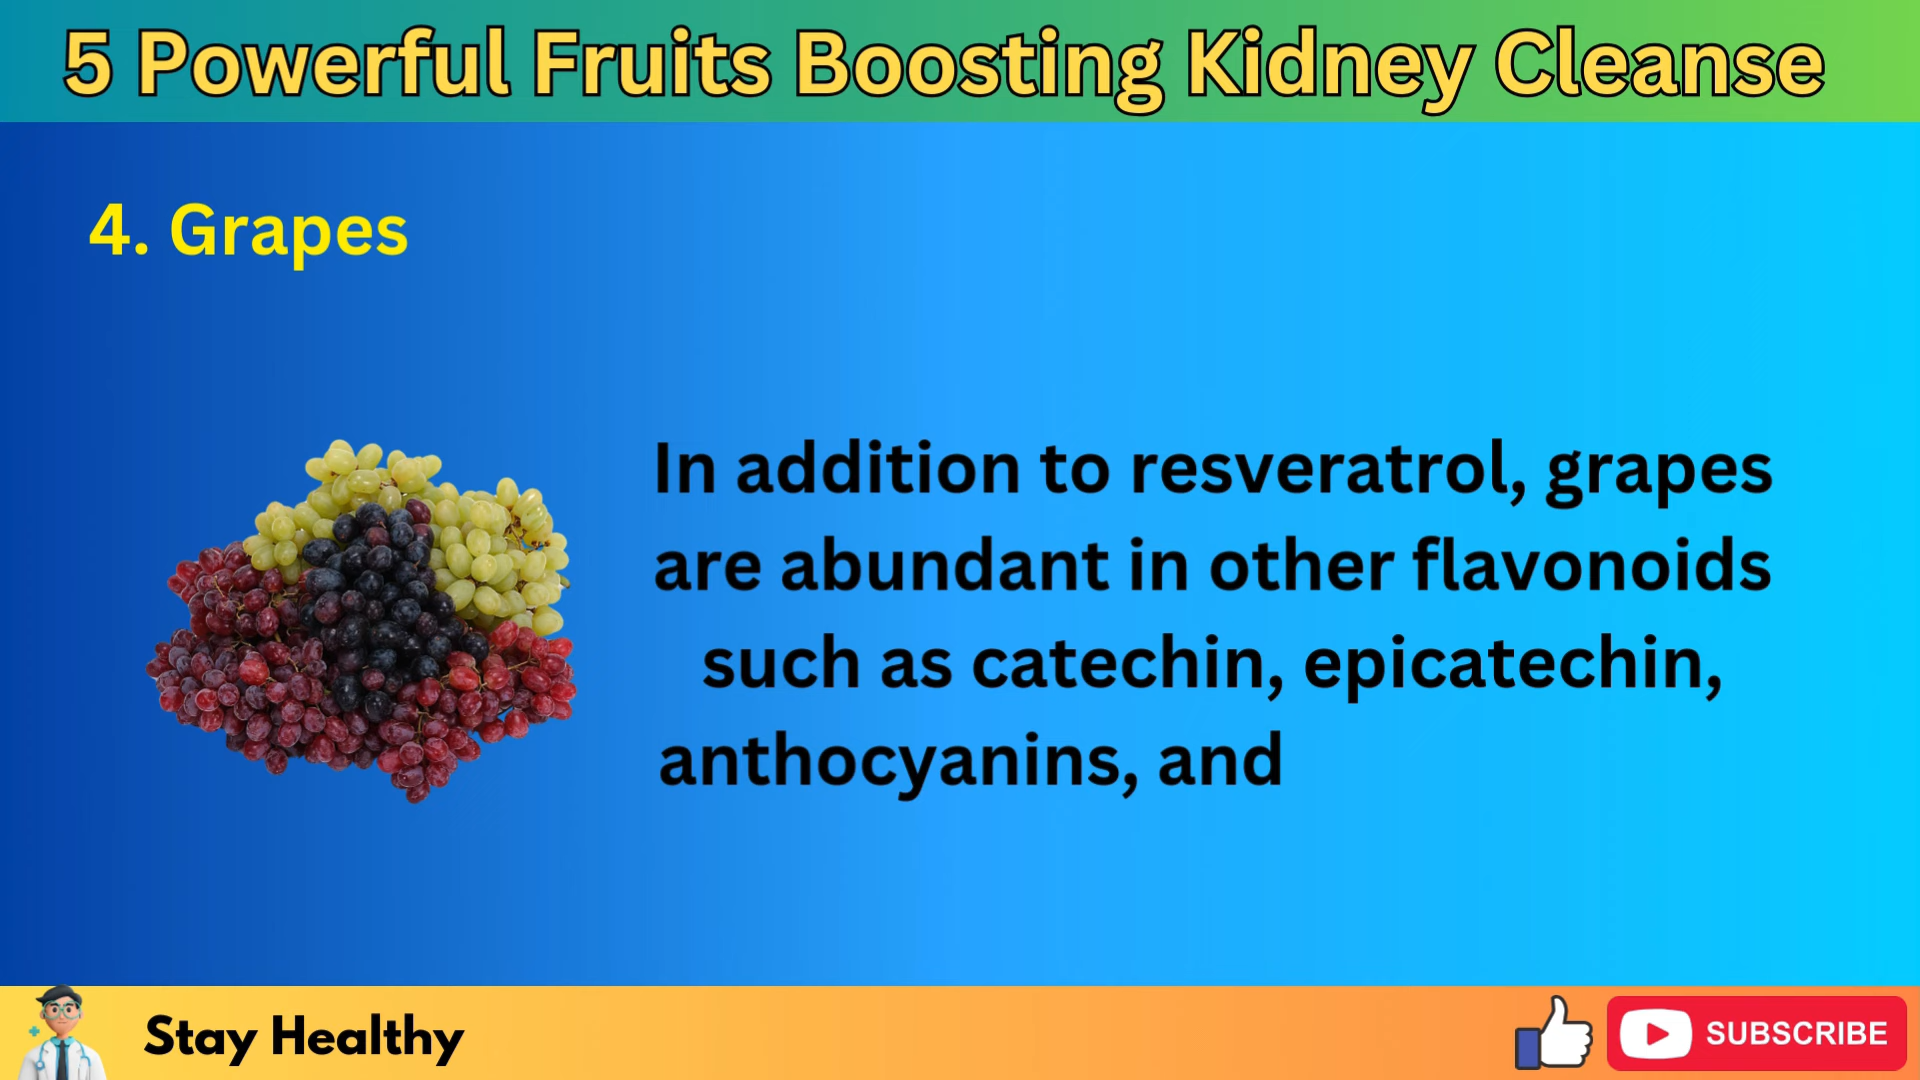 5 Powerful Fruits Boosting Kidney Cleanse
4. Grapes
In addition to resveratrol, grapes
are abundant in other flavonoids
such as catechin, epicatechin,
anthocyanins, and
Stay Healthy
SUBSCRIBE